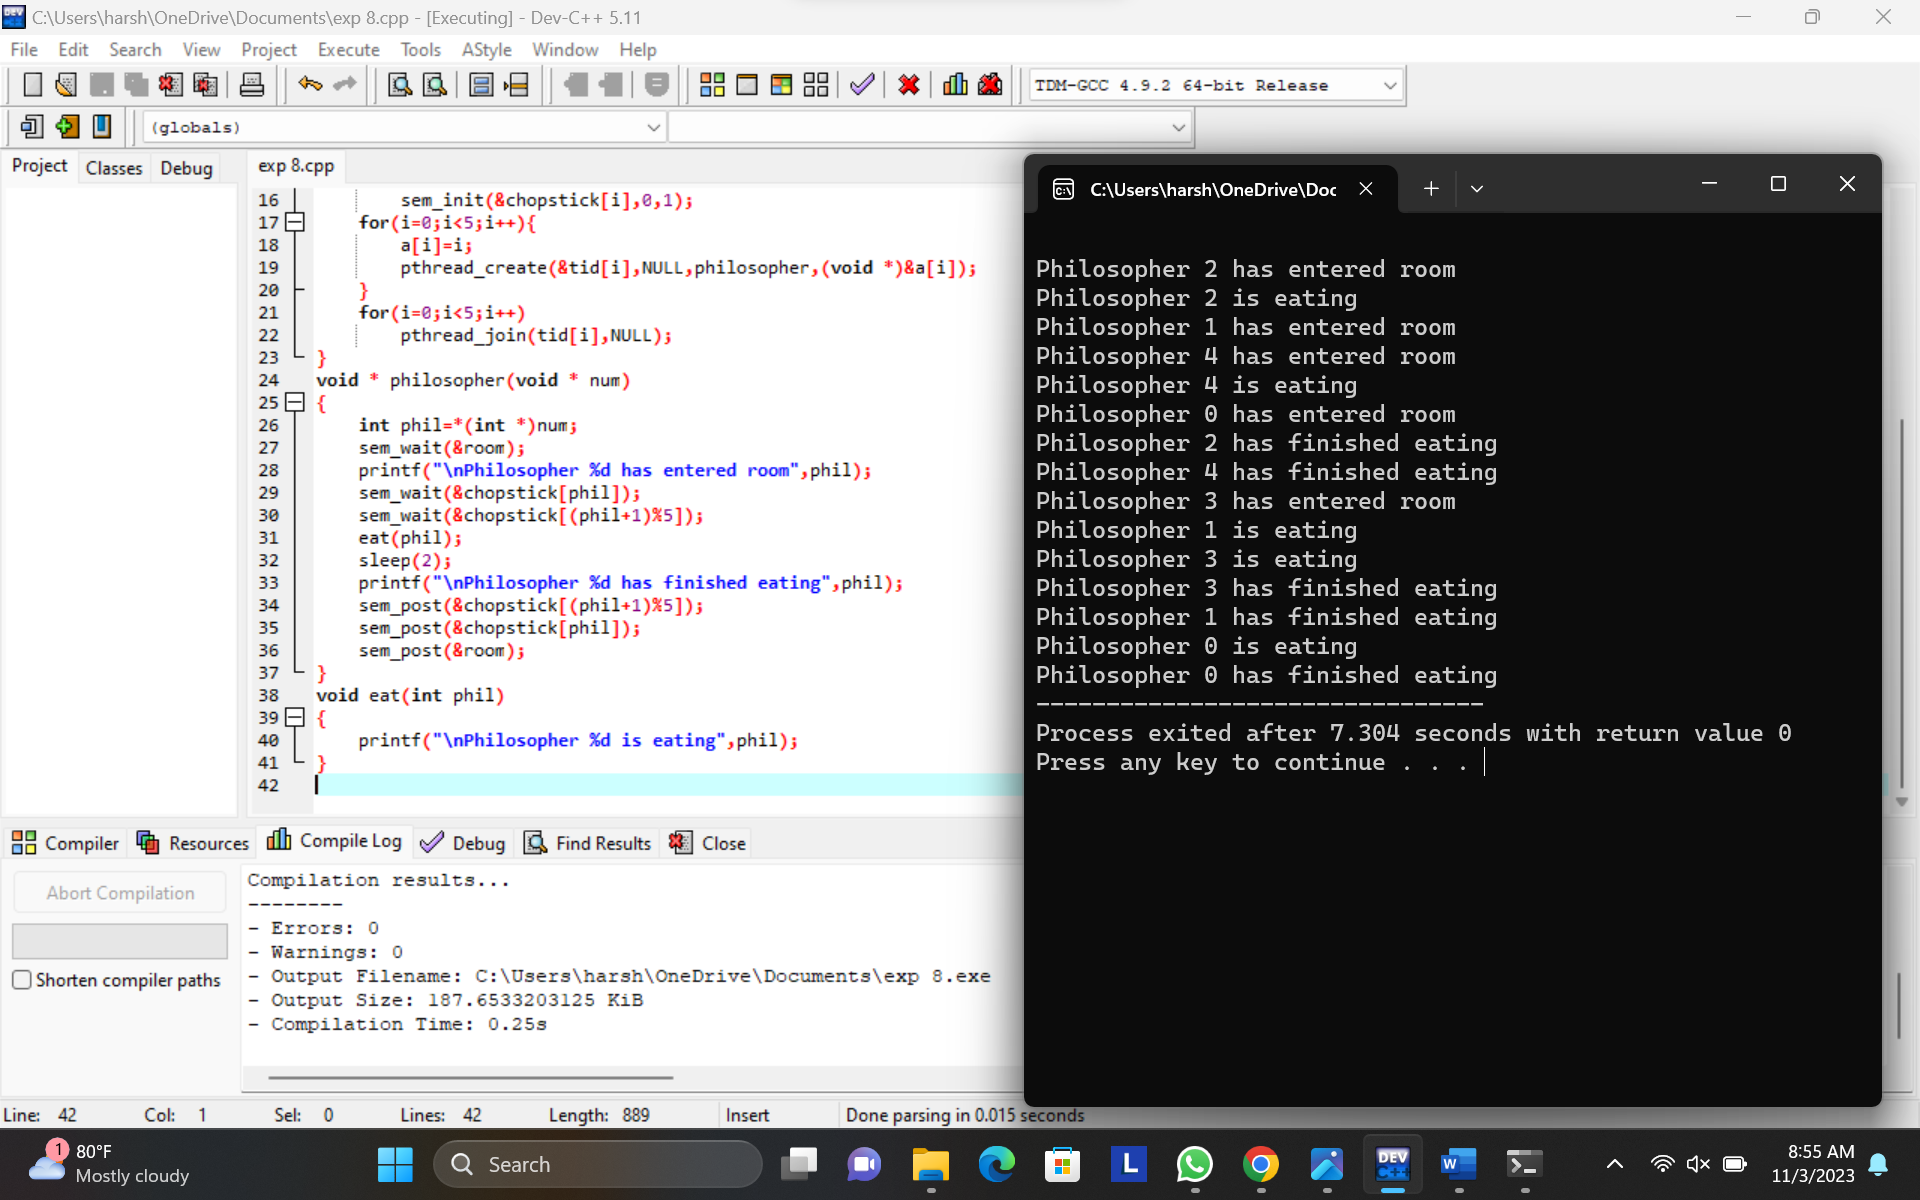 C:\Users\harsh\OneDrive\Documents\exp 8.cpp - [Executing] - Dev-C++ 5.11
File Edit Search View Project Execute Tools AStyle Window Help
TDM-GCC 4.9.2 64-bit Release
(globals)
Project Classes Debug
exp 8.cpp
16 sem_init(&chopstick[i],0,1);
17 for(i=0;i<5;i++){
18 a[i]=i;
19 pthread_create(&tid[i],NULL,philosopher,(void *)&a[i]);
20 }
21 for(i=0;i<5;i++)
22 pthread_join(tid[i],NULL);
23 }
24 void * philosopher(void * num)
25 {
26 int phil=*(int *)num;
27 sem_wait(&room);
28 printf("\nPhilosopher %d has entered room",phil);
29 sem_wait(&chopstick[phil]);
30 sem_wait(&chopstick[(phil+1)%5]);
31 eat(phil);
32 sleep(2);
33 printf("\nPhilosopher %d has finished eating",phil);
34 sem_post(&chopstick[(phil+1)%5]);
35 sem_post(&chopstick[phil]);
36 sem_post(&room);
37 }
38 void eat(int phil)
39 {
40 printf("\nPhilosopher %d is eating",phil);
41 }
42
C:\Users\harsh\OneDrive\Doc
Philosopher 2 has entered room
Philosopher 2 is eating
Philosopher 1 has entered room
Philosopher 4 has entered room
Philosopher 4 is eating
Philosopher 0 has entered room
Philosopher 2 has finished eating
Philosopher 4 has finished eating
Philosopher 3 has entered room
Philosopher 1 is eating
Philosopher 3 is eating
Philosopher 3 has finished eating
Philosopher 1 has finished eating
Philosopher 0 is eating
Philosopher 0 has finished eating
--------------------------------
Process exited after 7.304 seconds with return value 0
Press any key to continue . . .
Compiler Resources Compile Log Debug Find Results Close
Abort Compilation
Shorten compiler paths
Compilation results...
--------
- Errors: 0
- Warnings: 0
- Output Filename: C:\Users\harsh\OneDrive\Documents\exp 8.exe
- Output Size: 187.6533203125 KiB
- Compilation Time: 0.25s
Line: 42 Col: 1 Sel: 0 Lines: 42 Length: 889 Insert Done parsing in 0.015 seconds
1
80°F
Mostly cloudy
Search
L
DEV
C++
W
8:55 AM
11/3/2023